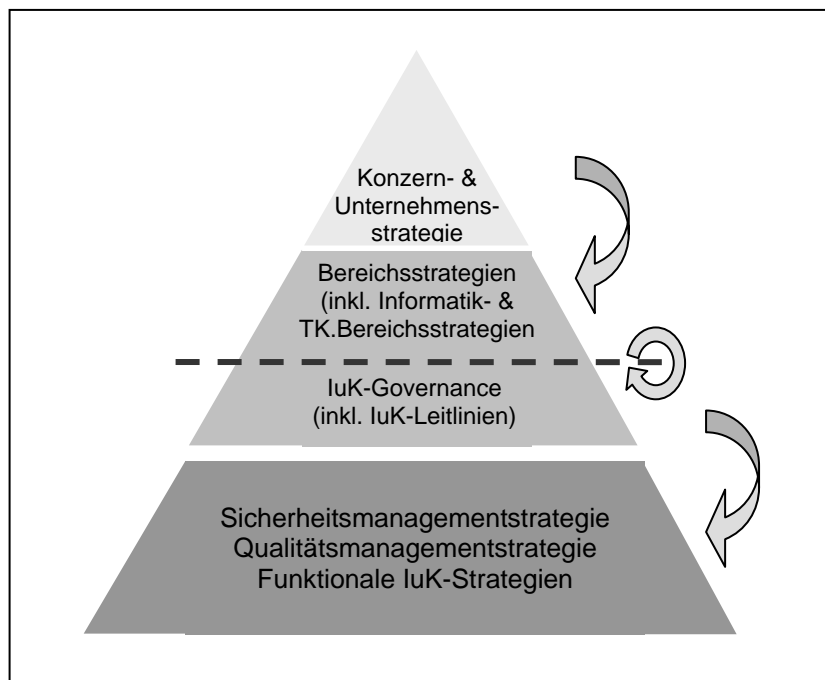 Konzern- &
Unternehmens-
strategie
Bereichsstrategien
(inkl. Informatik- &
TK.Bereichsstrategien
IuK-Governance
(inkl. IuK-Leitlinien)
Sicherheitsmanagementstrategie
Qualitätsmanagementstrategie
Funktionale IuK-Strategien